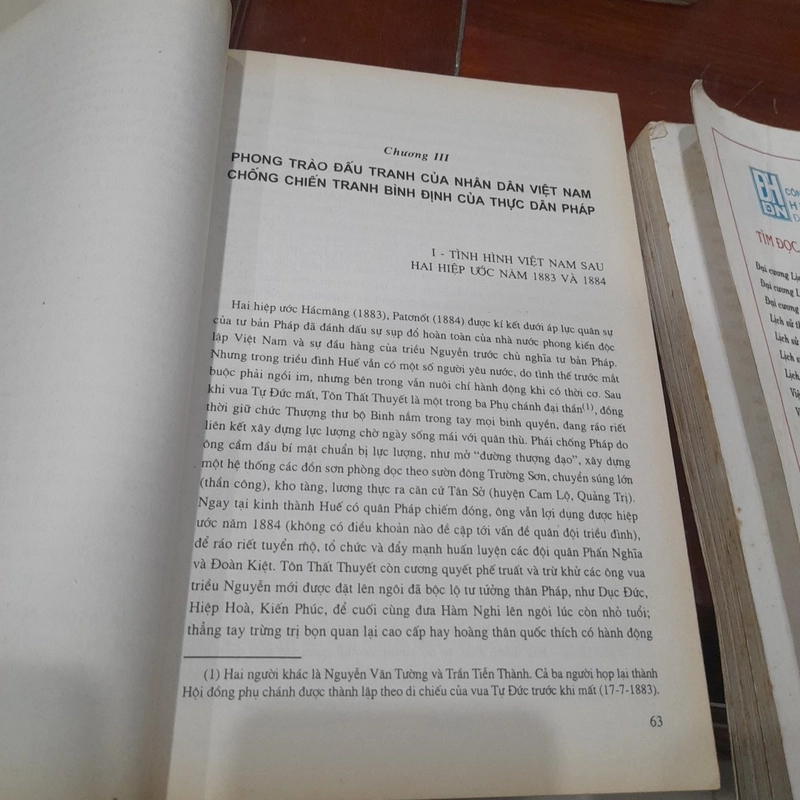 Chương III
PHONG TRÀO ĐẤU TRANH CỦA NHÂN DÂN VIỆT NAM
CHỐNG CHIẾN TRANH BÌNH ĐỊNH CỦA THỰC DÂN PHÁP
I - TÌNH HÌNH VIỆT NAM SAU
HAI HIỆP ƯỚC NĂM 1883 VÀ 1884
Hai hiệp ước Hácmăng (1883), Patơnốt (1884) được kí kết dưới áp lực quân sự
của tư bản Pháp đã đánh dấu sự sụp đổ hoàn toàn của nhà nước phong kiến độc
lập Việt Nam và sự đầu hàng của triều Nguyễn trước chủ nghĩa tư bản Pháp.
Nhưng trong triều đình Huế vẫn có một số người yêu nước, do tình thế trước mắt
buộc phải ngồi im, nhưng bên trong vẫn nuôi chí hành động khi có thời cơ. Sau
khi vua Tự Đức mất, Tôn Thất Thuyết là một trong ba Phụ chánh đại thần(1), đồng
thời giữ chức Thượng thư bộ Binh nắm trong tay mọi binh quyền, đang ráo riết
liên kết xây dựng lực lượng chờ ngày sống mái với quân thù. Phái chống Pháp do
ông cầm đầu bí mật chuẩn bị lực lượng, như mở "đường thượng đạo", xây dựng
một hệ thống các đồn sơn phòng dọc theo sườn đông Trường Sơn, chuyển súng lớn
(thần công), kho tàng, lương thực ra căn cứ Tân Sở (huyện Cam Lộ, Quảng Trị).
Ngay tại kinh thành Huế có quân Pháp chiếm đóng, ông vẫn lợi dụng được hiệp
ước năm 1884 (không có điều khoản nào đề cập tới vấn đề quân đội triều đình),
để ráo riết tuyển mộ, tổ chức và đẩy mạnh huấn luyện các đội quân Phấn Nghĩa
và Đoàn Kiệt. Tôn Thất Thuyết còn cương quyết phế truất và trừ khử các ông vua
triều Nguyễn mới được đặt lên ngôi đã bộc lộ tư tưởng thân Pháp, như Dục Đức,
Hiệp Hoà, Kiến Phúc, để cuối cùng đưa Hàm Nghi lên ngôi lúc còn nhỏ tuổi;
thẳng tay trừng trị bọn quan lại cao cấp hay hoàng thân quốc thích có hành động
(1) Hai người khác là Nguyễn Văn Tường và Trần Tiễn Thành. Cả ba người họp lại thành
Hội đồng phụ chánh được thành lập theo di chiếu của vua Tự Đức trước khi mất (17-7-1883).
63
CÔN
H
Đ
TÌM ĐỌC
Đại cương Lịc
Đại cương L
Đại cương
Lịch sử th
Lịch sử
Lịch s
Lịch
Việ
V